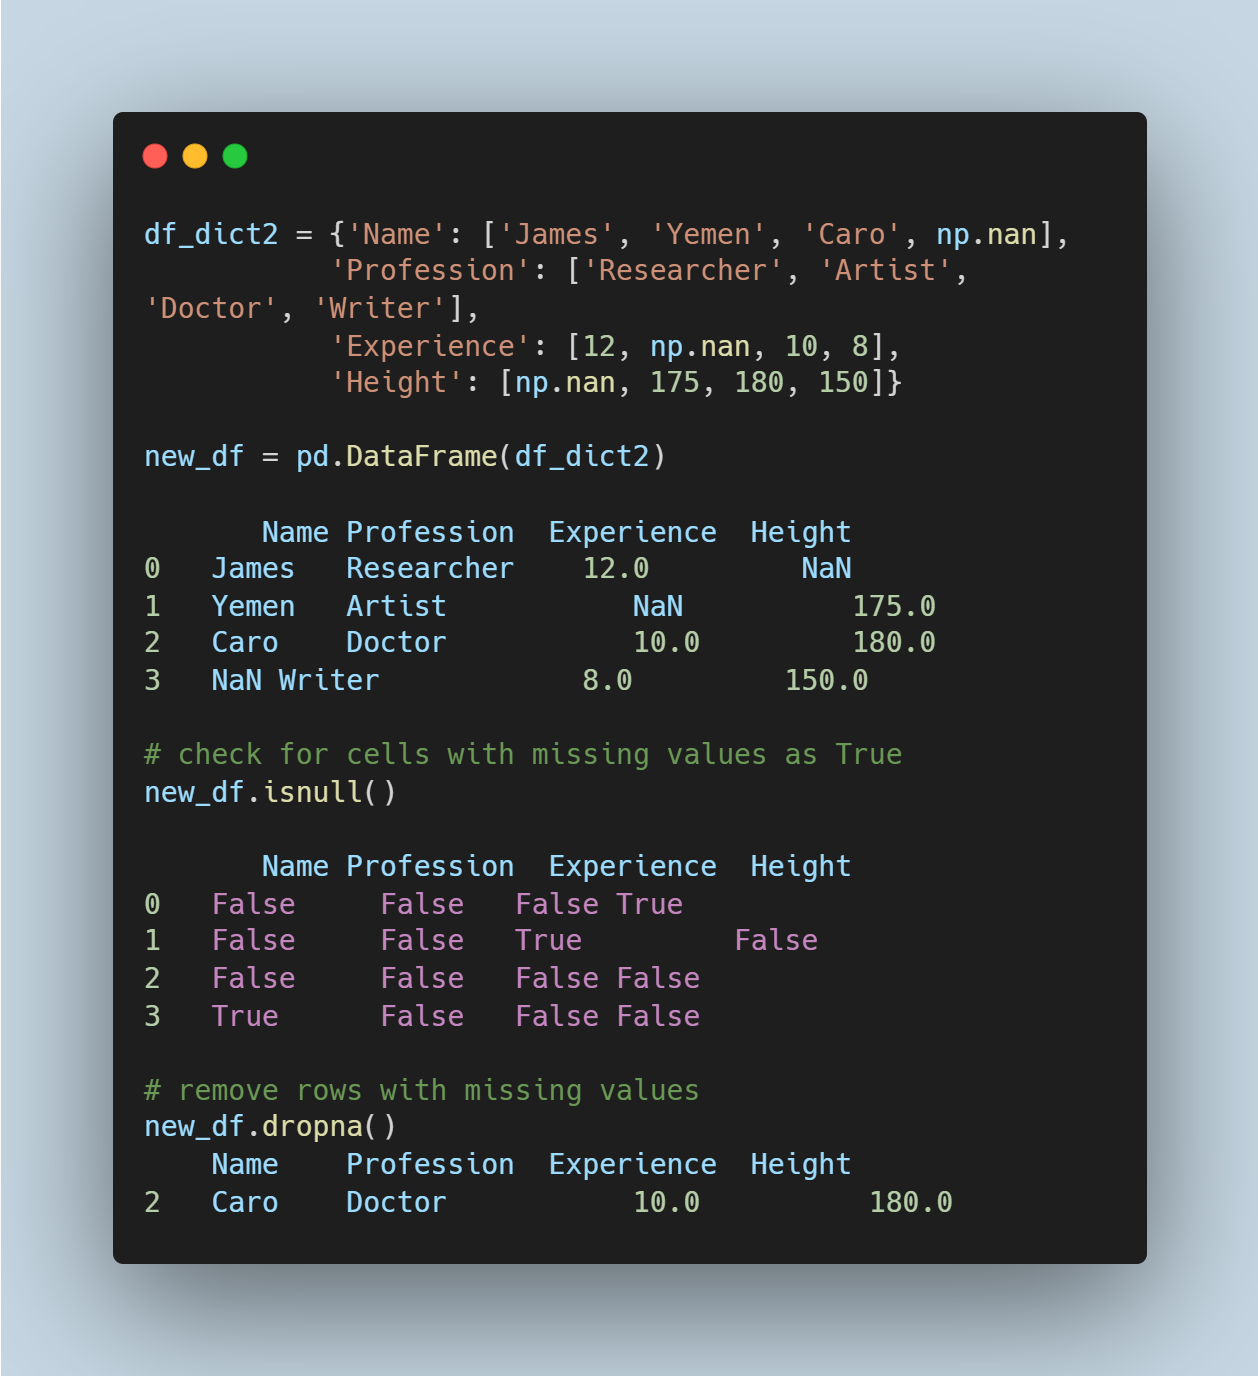 df_dict2 = {'Name': ['James', 'Yemen', 'Caro', np.nan],
           'Profession': ['Researcher', 'Artist',
'Doctor', 'Writer'],
           'Experience': [12, np.nan, 10, 8],
           'Height': [np.nan, 175, 180, 150]}

new_df = pd.DataFrame(df_dict2)

       Name Profession  Experience  Height
0   James   Researcher    12.0         NaN
1   Yemen   Artist           NaN          175.0
2   Caro    Doctor           10.0         180.0
3   NaN Writer            8.0         150.0

# check for cells with missing values as True
new_df.isnull()

       Name Profession  Experience  Height
0   False     False   False True
1   False     False   True         False
2   False     False   False False
3   True      False   False False

# remove rows with missing values
new_df.dropna()
    Name    Profession  Experience  Height
2   Caro    Doctor           10.0          180.0